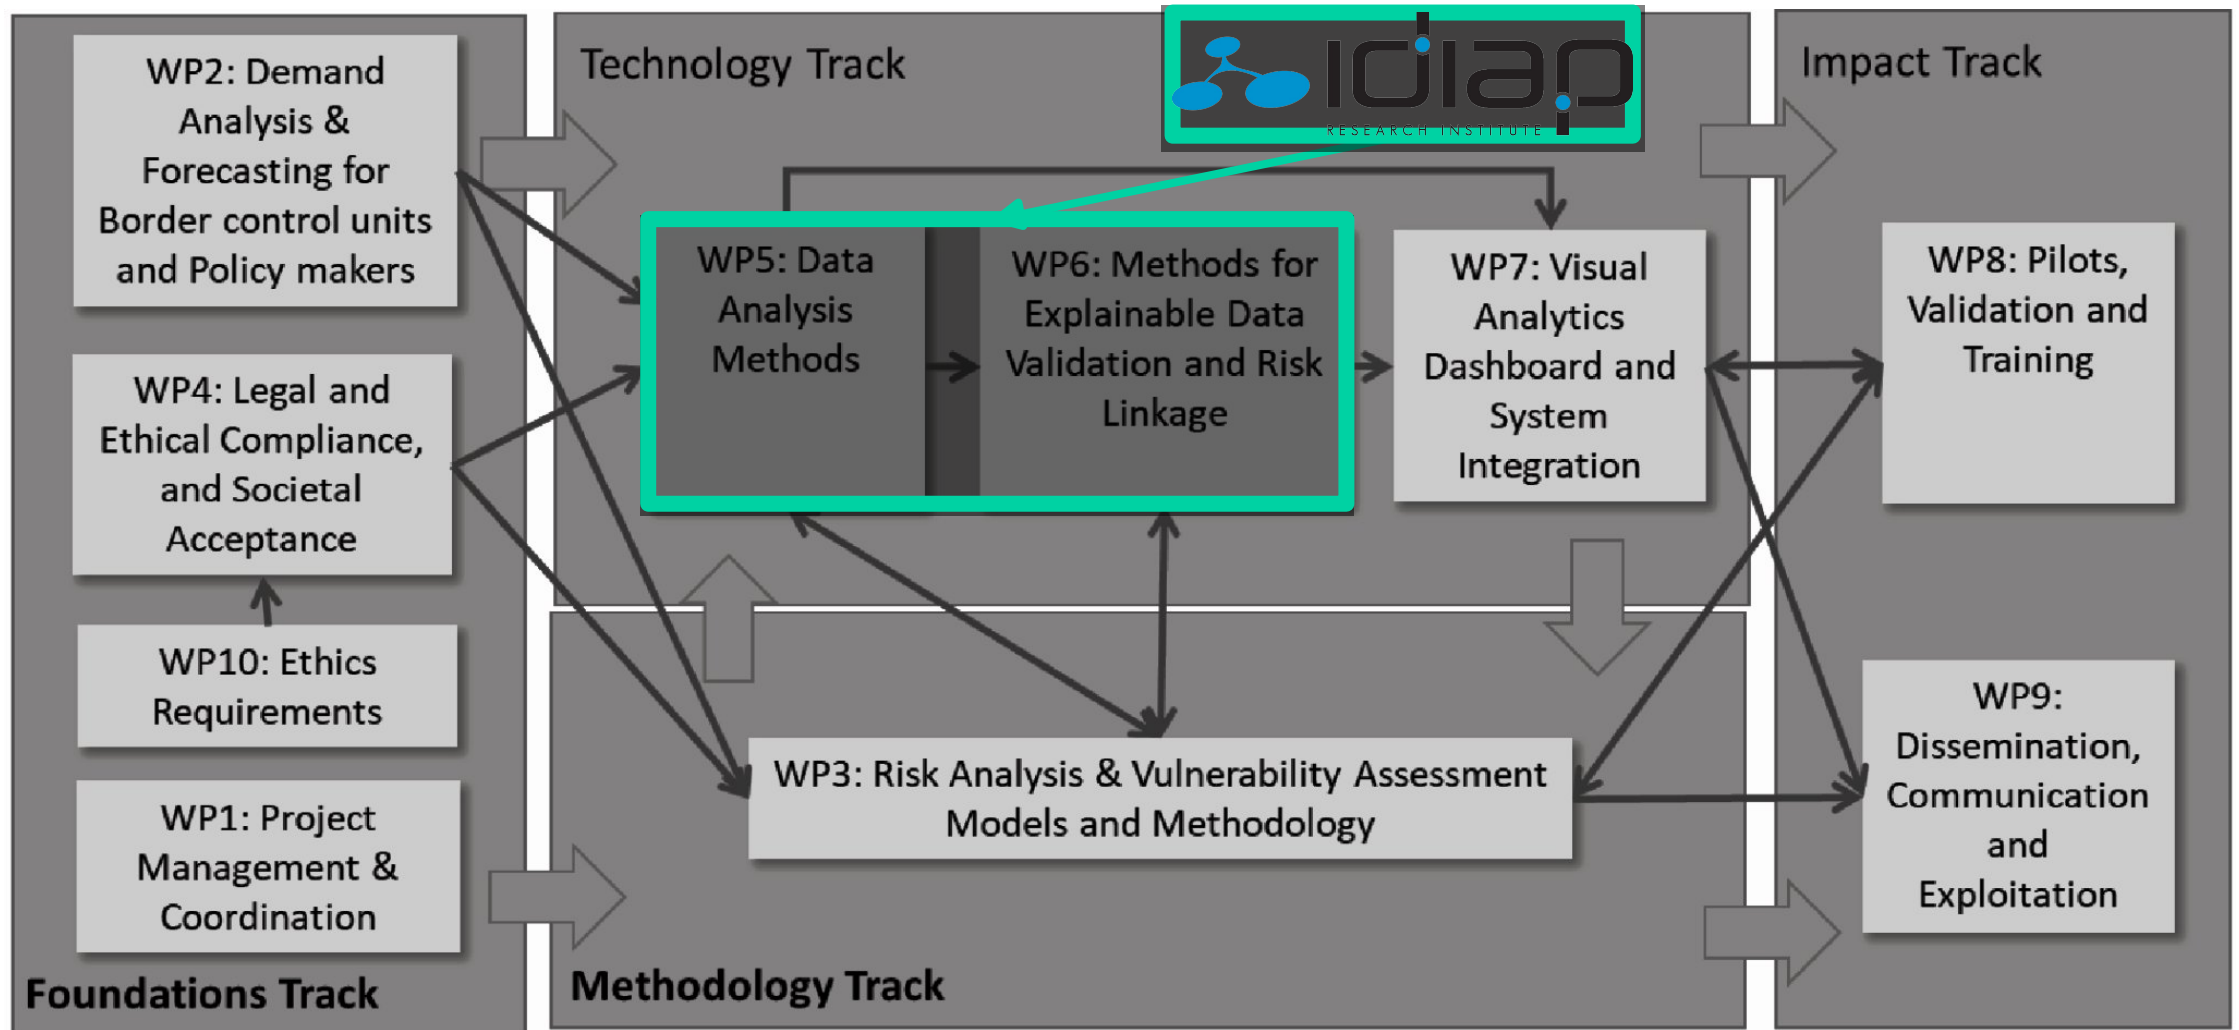 WP2: Demand
Analysis &
Forecasting for
Border control units
and Policy makers
WP4: Legal and
Ethical Compliance,
and Societal
Acceptance
WP10: Ethics
Requirements
WP1: Project
Management &
Coordination
Foundations Track
Technology Track
idiap
RESEARCH INSTITUTE
WP5: Data
Analysis
Methods
WP6: Methods for
Explainable Data
Validation and Risk
Linkage
WP7: Visual
Analytics
Dashboard and
System
Integration
WP3: Risk Analysis & Vulnerability Assessment
Models and Methodology
Methodology Track
Impact Track
WP8: Pilots,
Validation and
Training
WP9:
Dissemination,
Communication
and
Exploitation